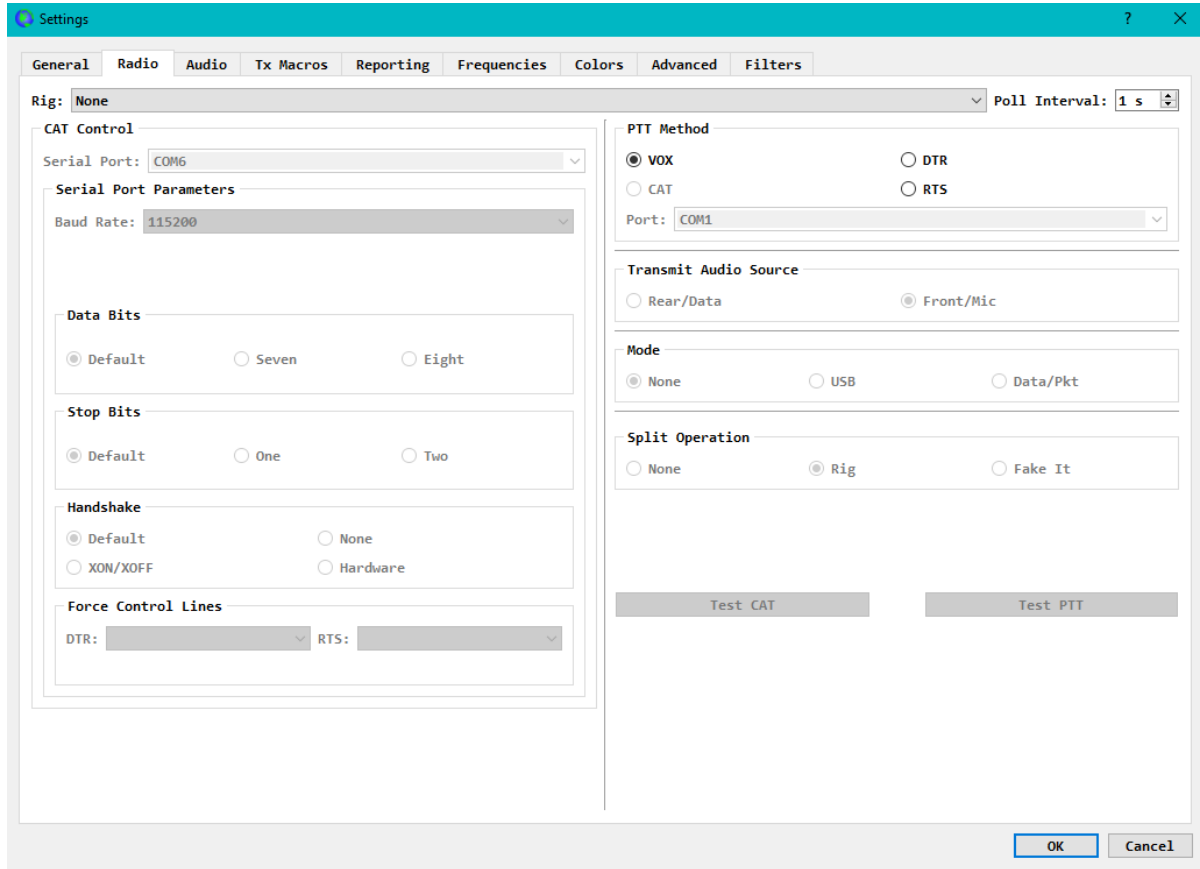 Settings
?
General Radio Audio Tx Macros Reporting Frequencies Colors Advanced Filters
Rig: None Poll Interval: 1 s
CAT Control
Serial Port: COM6
Serial Port Parameters
Baud Rate: 115200
Data Bits
Default Seven Eight
Stop Bits
Default One Two
Handshake
Default None
XON/XOFF Hardware
Force Control Lines
DTR: RTS:
PTT Method
VOX DTR
CAT RTS
Port: COM1
Transmit Audio Source
Rear/Data Front/Mic
Mode
None USB Data/Pkt
Split Operation
None Rig Fake It
Test CAT Test PTT
OK Cancel